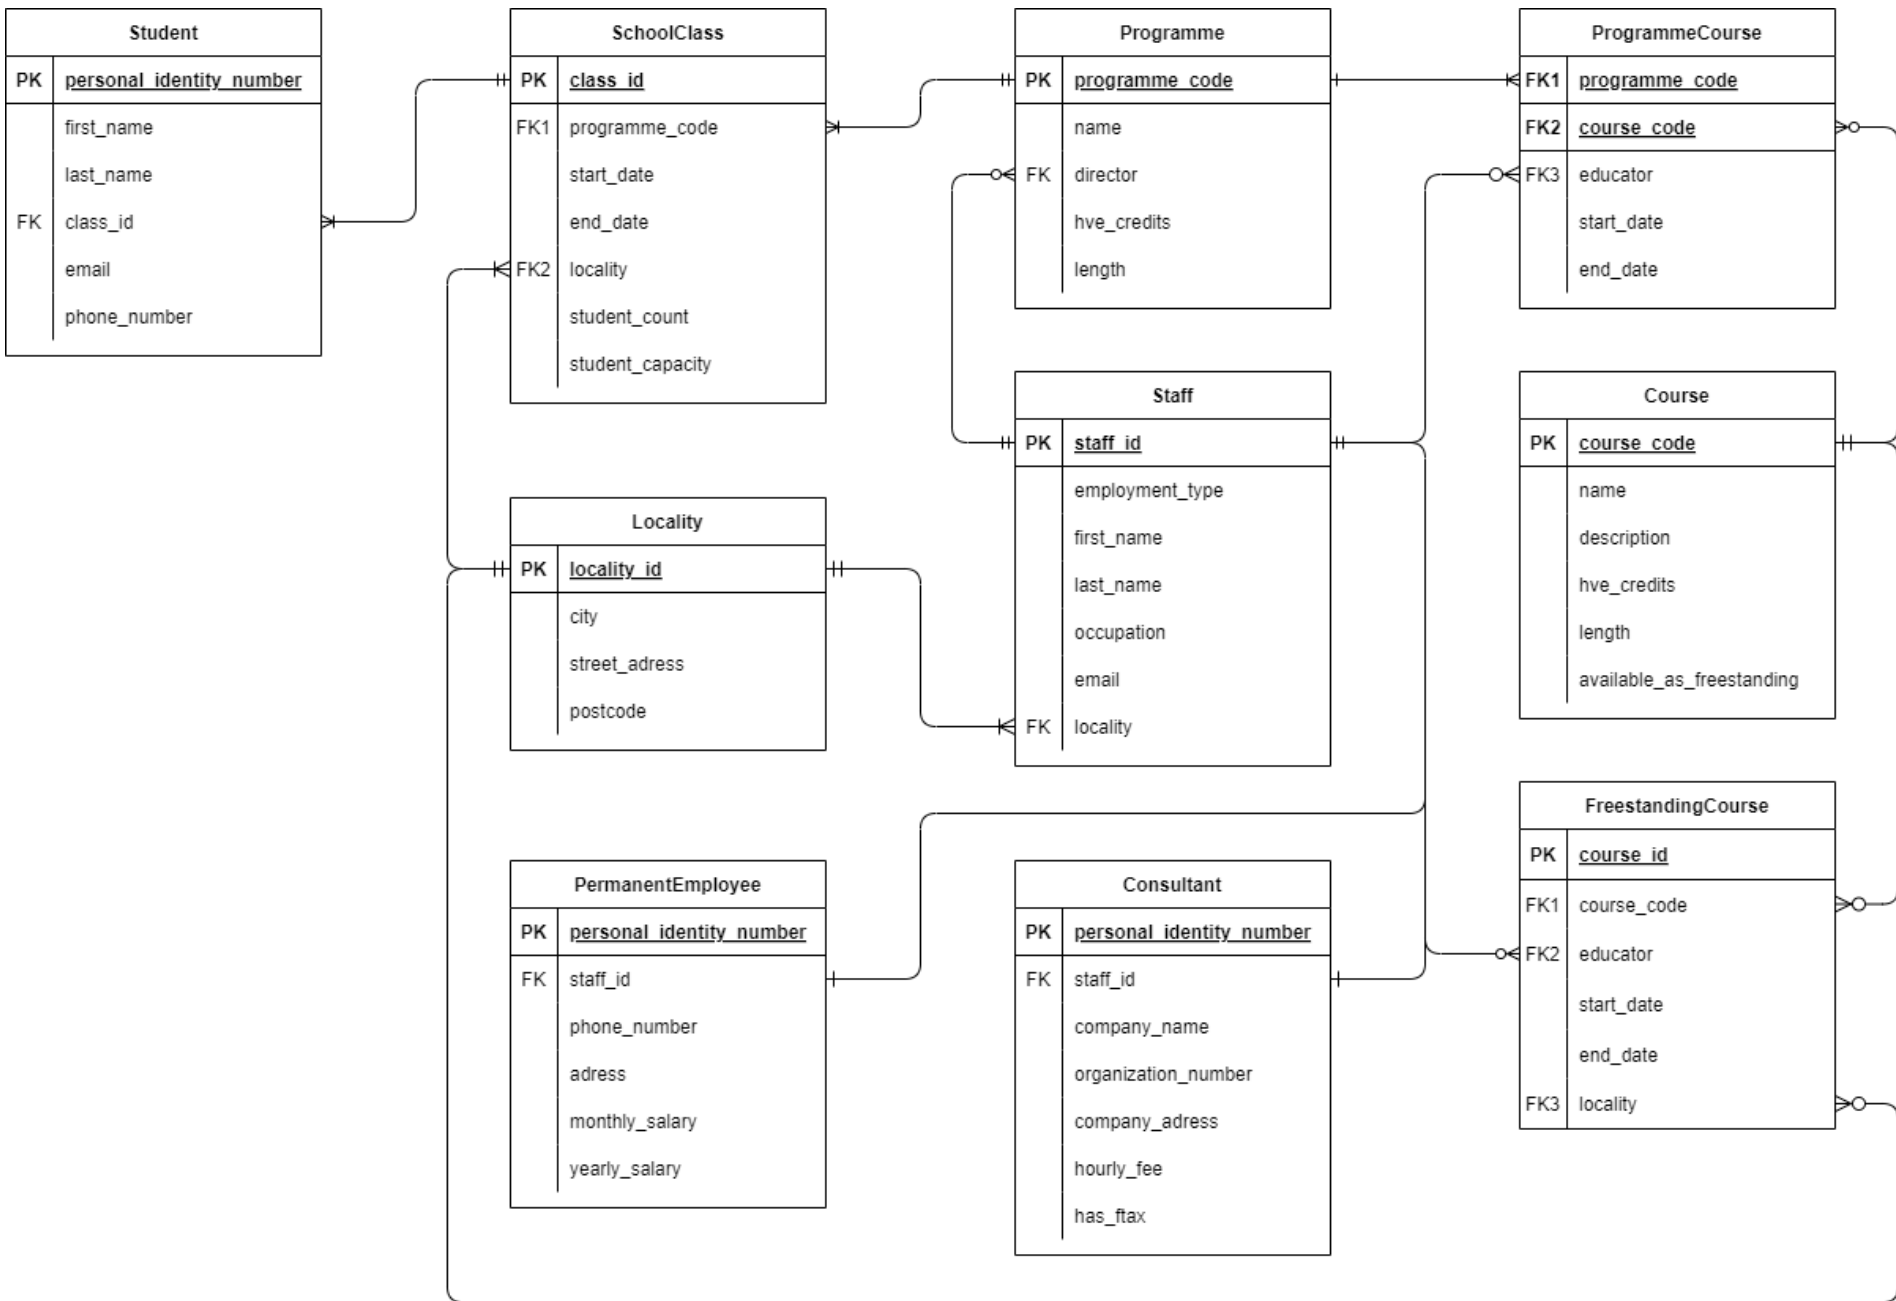 Student
PK personal_identity_number
first_name
last_name
FK class_id
email
phone_number
SchoolClass
PK class_id
FK1 programme_code
start_date
end_date
FK2 locality
student_count
student_capacity
Programme
PK programme_code
name
FK director
hve_credits
length
ProgrammeCourse
FK1 programme_code
FK2 course_code
FK3 educator
start_date
end_date
Staff
PK staff_id
employment_type
first_name
last_name
occupation
email
FK locality
Course
PK course_code
name
description
hve_credits
length
available_as_freestanding
Locality
PK locality_id
city
street_adress
postcode
PermanentEmployee
PK personal_identity_number
FK staff_id
phone_number
adress
monthly_salary
yearly_salary
Consultant
PK personal_identity_number
FK staff_id
company_name
organization_number
company_adress
hourly_fee
has_ftax
FreestandingCourse
PK course_id
FK1 course_code
FK2 educator
start_date
end_date
FK3 locality